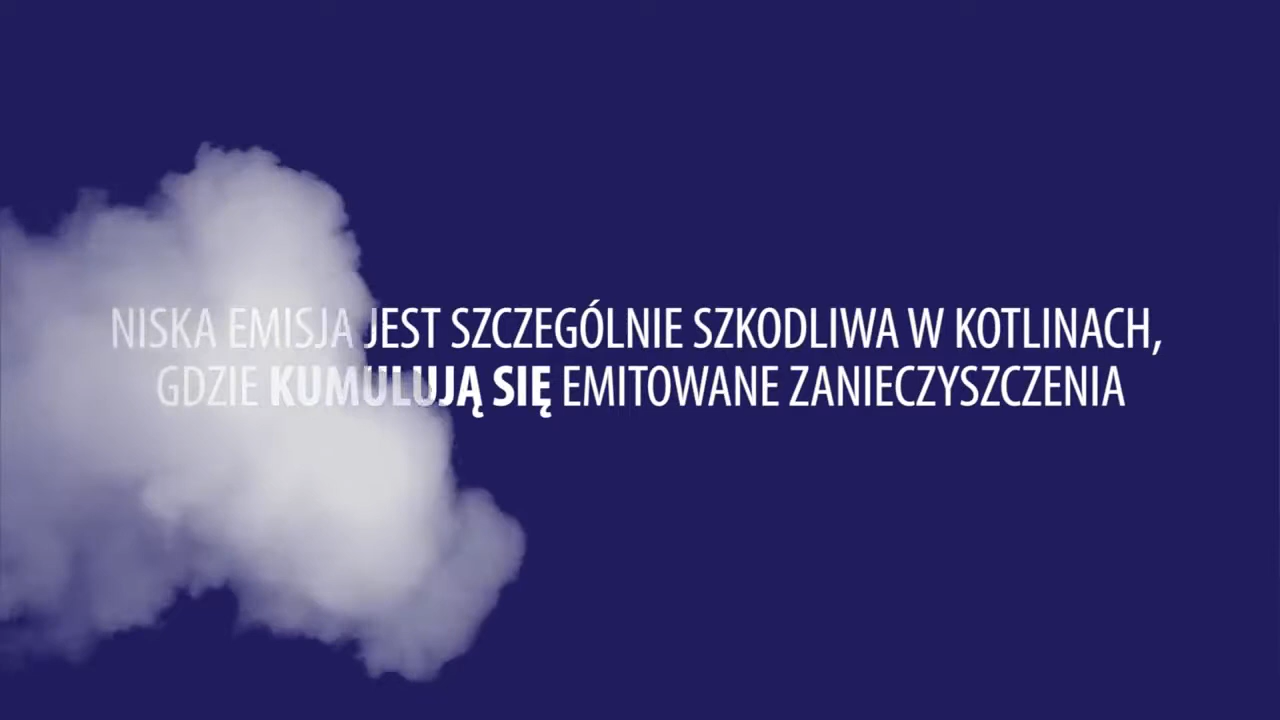 NISKA EMISJA JEST SZCZEGÓLNIE SZKODLIWA W KOTLINACH,
GDZIE KUMULUJĄ SIĘ EMITOWANE ZANIECZYSZCZENIA